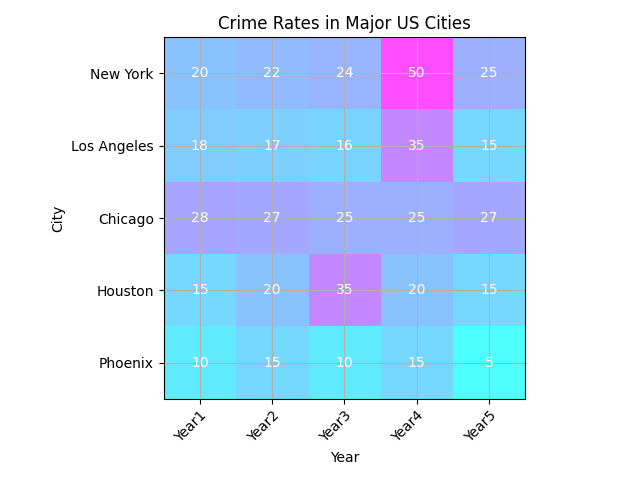 Crime Rates in Major US Cities
New York 20 22 24 50 25
Los Angeles 18 17 16 35 15
City
Chicago 28 27 25 25 27
Houston 15 20 35 20 15
Phoenix 10 15 10 15 5
Year1 Year2 Year3 Year4 Year5
Year